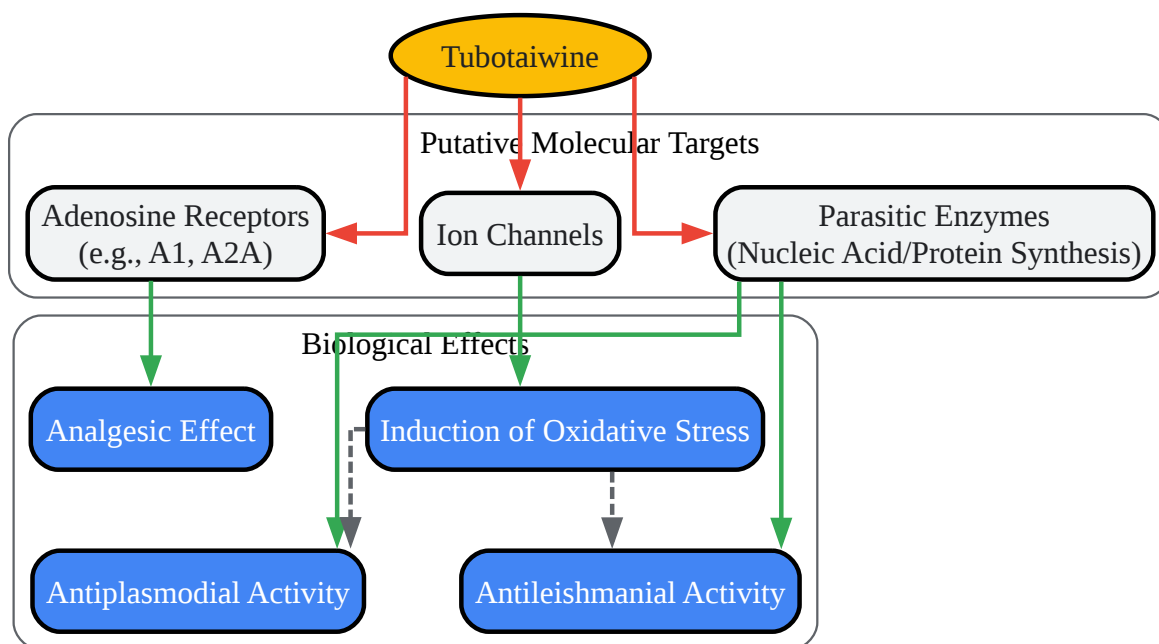 Tubotaiwine
Putative Molecular Targets
Adenosine Receptors
(e.g., A1, A2A)
Ion Channels
Parasitic Enzymes
(Nucleic Acid/Protein Synthesis)
Biological Effects
Analgesic Effect
Induction of Oxidative Stress
Antiplasmodial Activity
Antileishmanial Activity